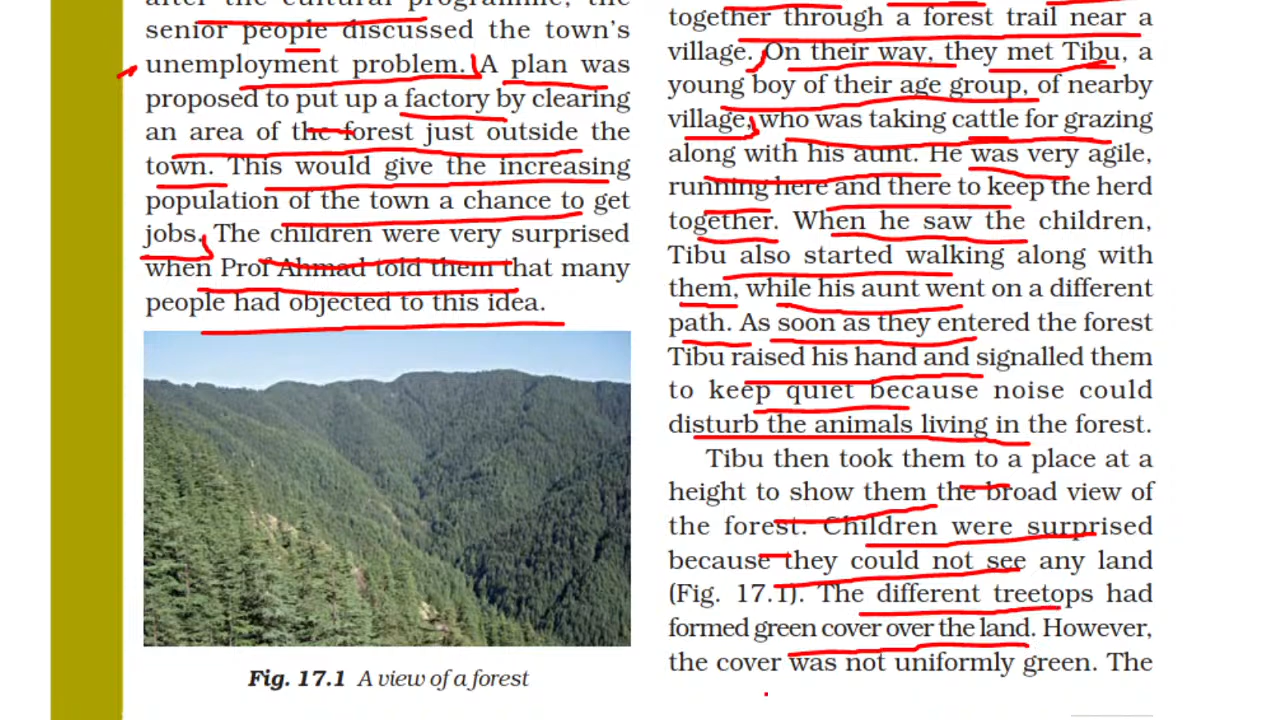 after the cultural programme, the
senior people discussed the town's
unemployment problem. A plan was
proposed to put up a factory by clearing
an area of the forest just outside the
town. This would give the increasing
population of the town a chance to get
jobs. The children were very surprised
when Prof Ahmad told them that many
people had objected to this idea.
Fig. 17.1 A view of a forest
together through a forest trail near a
village. On their way, they met Tibu, a
young boy of their age group, of nearby
village, who was taking cattle for grazing
along with his aunt. He was very agile,
running here and there to keep the herd
together. When he saw the children,
Tibu also started walking along with
them, while his aunt went on a different
path. As soon as they entered the forest
Tibu raised his hand and signalled them
to keep quiet because noise could
disturb the animals living in the forest.
Tibu then took them to a place at a
height to show them the broad view of
the forest. Children were surprised
because they could not see any land
(Fig. 17.1). The different treetops had
formed green cover over the land. However,
the cover was not uniformly green. The